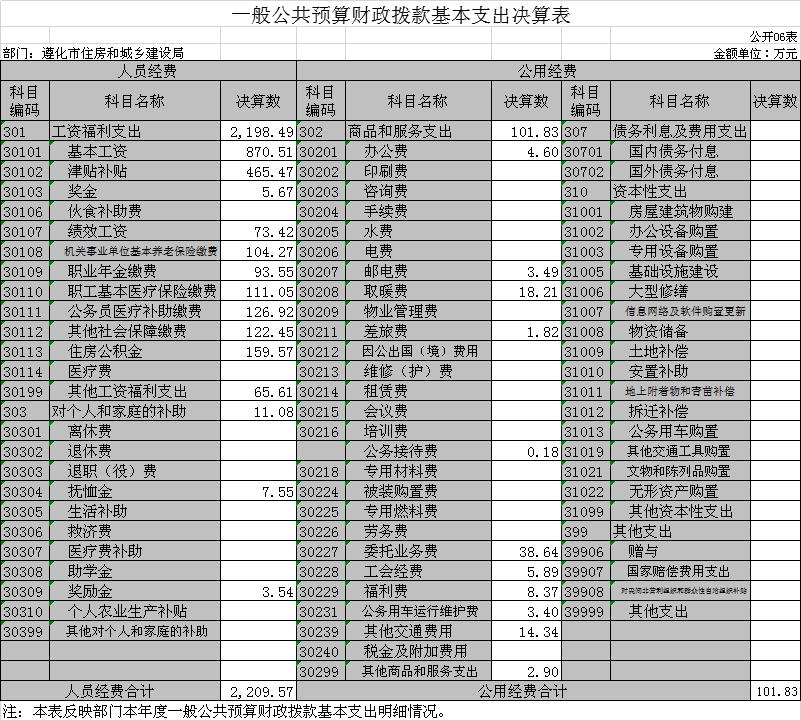 一般公共预算财政拨款基本支出决算表
公开06表
部门：遵化市住房和城乡建设局 金额单位：万元
人员经费 公用经费
科目编码 科目名称 决算数 科目编码 科目名称 决算数 科目编码 科目名称 决算数
301 工资福利支出 2,198.49 302 商品和服务支出 101.83 307 债务利息及费用支出
30101 基本工资 870.51 30201 办公费 4.60 30701 国内债务付息
30102 津贴补贴 465.47 30202 印刷费 30702 国外债务付息
30103 奖金 5.67 30203 咨询费 310 资本性支出
30106 伙食补助费 30204 手续费 31001 房屋建筑物购建
30107 绩效工资 73.42 30205 水费 31002 办公设备购置
30108 机关事业单位基本养老保险缴费 104.27 30206 电费 31003 专用设备购置
30109 职业年金缴费 93.55 30207 邮电费 3.49 31005 基础设施建设
30110 职工基本医疗保险缴费 111.05 30208 取暖费 18.21 31006 大型修缮
30111 公务员医疗补助缴费 126.92 30209 物业管理费 31007 信息网络及软件购置更新
30112 其他社会保障缴费 122.45 30211 差旅费 1.82 31008 物资储备
30113 住房公积金 159.57 30212 因公出国（境）费用 31009 土地补偿
30114 医疗费 30213 维修（护）费 31010 安置补助
30199 其他工资福利支出 65.61 30214 租赁费 31011 地上附着物和青苗补偿
303 对个人和家庭的补助 11.08 30215 会议费 31012 拆迁补偿
30301 离休费 30216 培训费 31013 公务用车购置
30302 退休费 公务接待费 0.18 31019 其他交通工具购置
30303 退职（役）费 30218 专用材料费 31021 文物和陈列品购置
30304 抚恤金 7.55 30224 被装购置费 31022 无形资产购置
30305 生活补助 30225 专用燃料费 31099 其他资本性支出
30306 救济费 30226 劳务费 399 其他支出
30307 医疗费补助 30227 委托业务费 38.64 39906 赠与
30308 助学金 30228 工会经费 5.89 39907 国家赔偿费用支出
30309 奖励金 3.54 30229 福利费 8.37 39908 对民间非营利组织和群众性自治组织补贴
30310 个人农业生产补贴 30231 公务用车运行维护费 3.40 39999 其他支出
30399 其他对个人和家庭的补助 30239 其他交通费用 14.34
30240 税金及附加费用
30299 其他商品和服务支出 2.90
人员经费合计 2,209.57 公用经费合计 101.83
注：本表反映部门本年度一般公共预算财政拨款基本支出明细情况。